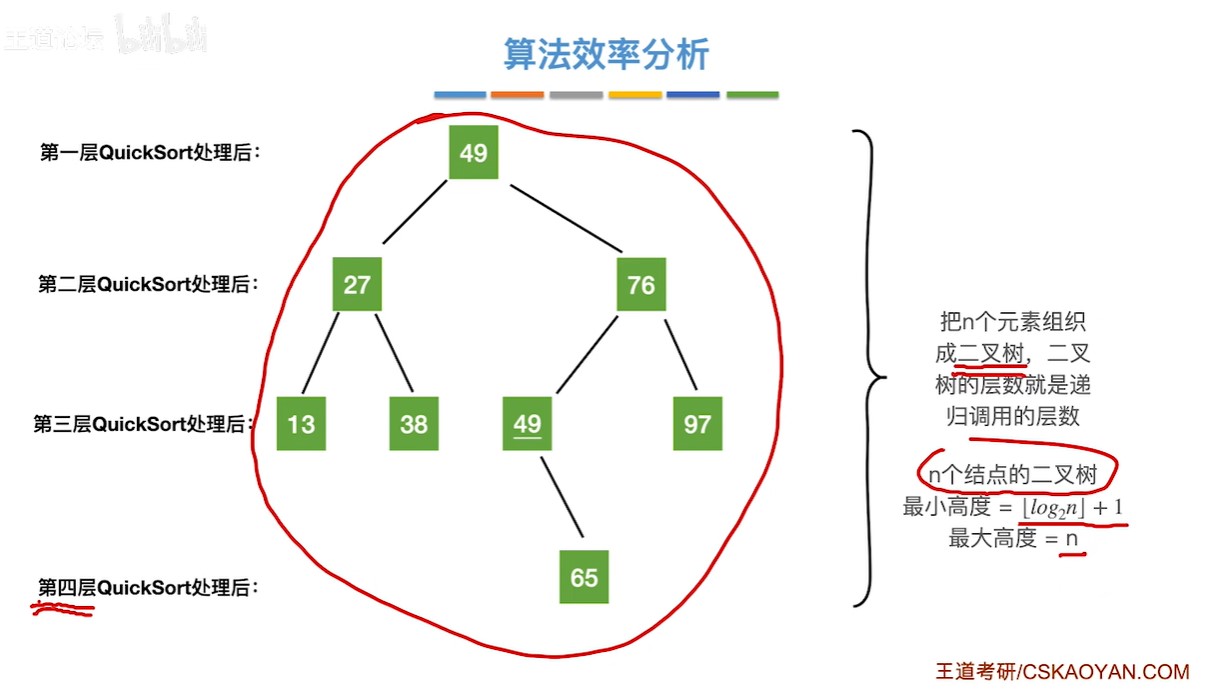 王道论坛 bilibili
算法效率分析
第一层QuickSort处理后：
49
第二层QuickSort处理后：
27
76
第三层QuickSort处理后：
13
38
49
97
第四层QuickSort处理后：
65
把n个元素组织
成二叉树，二叉
树的层数就是递
归调用的层数
n个结点的二叉树
最小高度 = ⌊log₂n⌋ + 1
最大高度 = n
王道考研/CSKAOYAN.COM